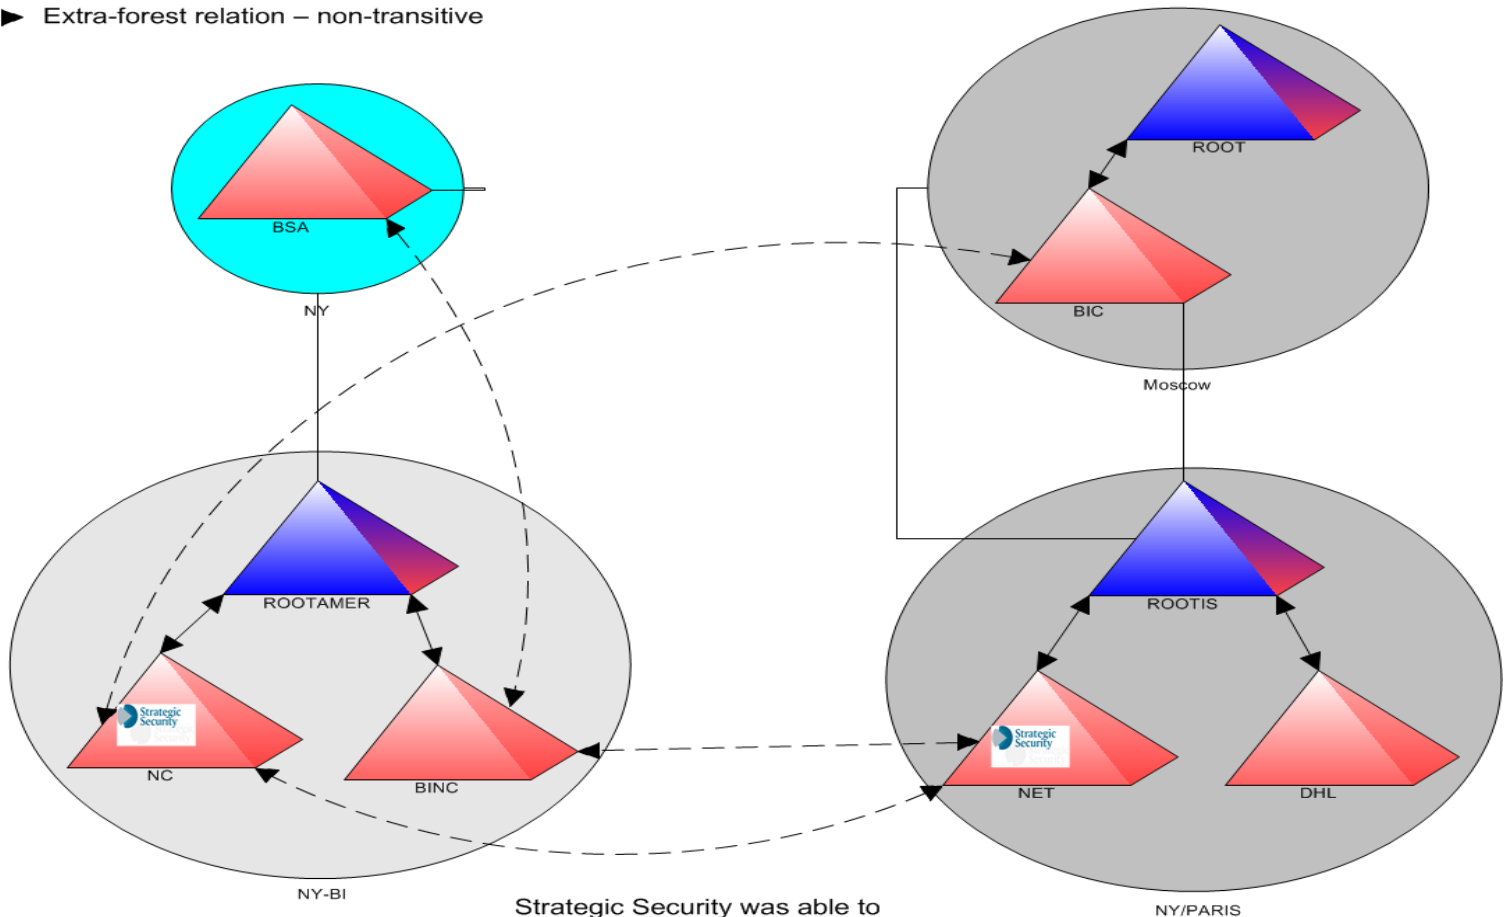 Extra-forest relation – non-transitive
ROOT
BSA
NY
BIC
Moscow
ROOTAMER
ROOTIS
Strategic
Security
NC
BINC
Strategic
Security
NET
DHL
NY-BI
Strategic Security was able to
NY/PARIS